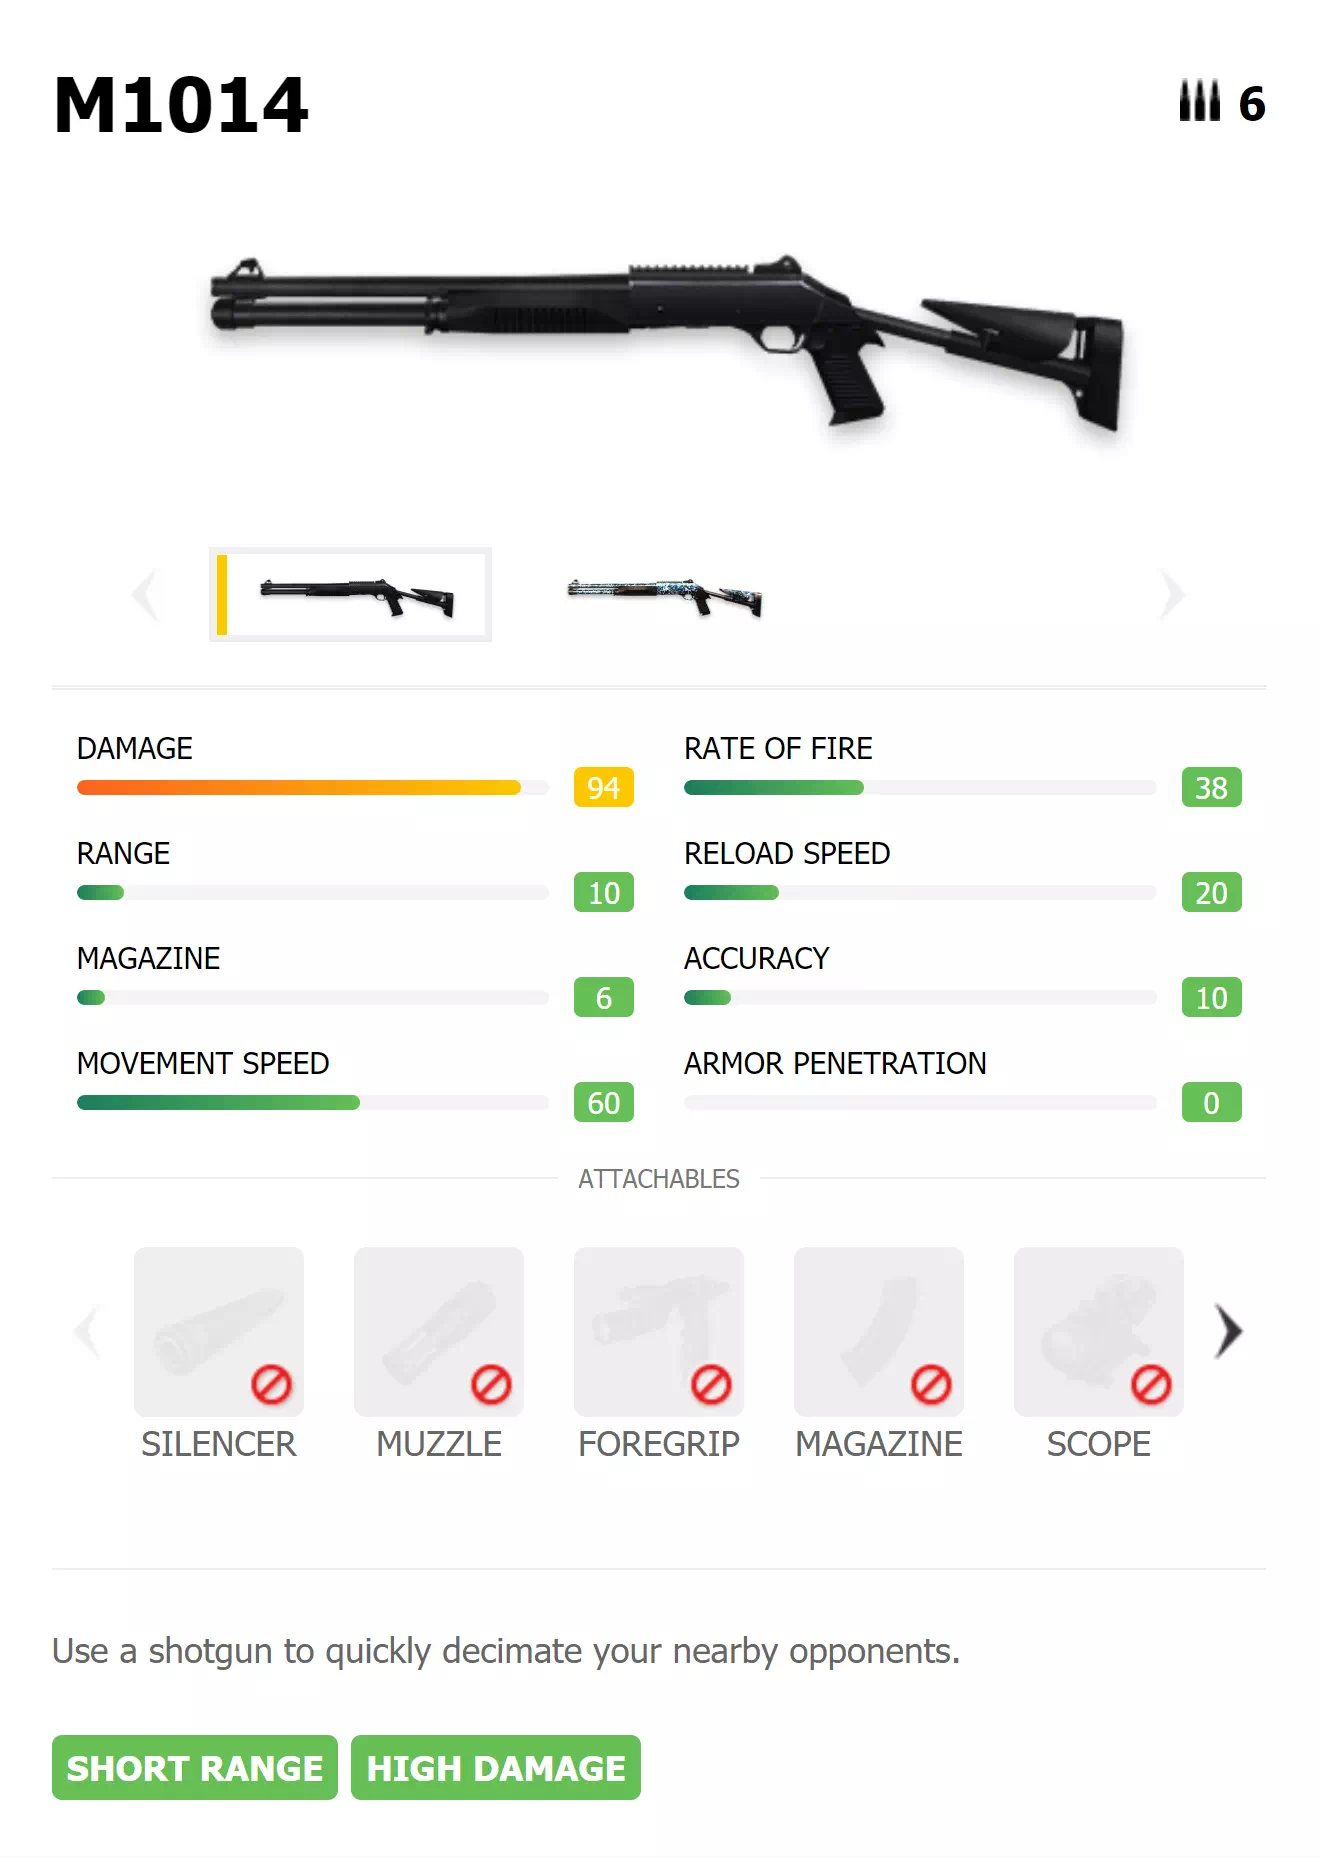 M1014
6
DAMAGE
94
RATE OF FIRE
38
RANGE
10
RELOAD SPEED
20
MAGAZINE
6
ACCURACY
10
MOVEMENT SPEED
60
ARMOR PENETRATION
0
ATTACHABLES
SILENCER
MUZZLE
FOREGRIP
MAGAZINE
SCOPE
Use a shotgun to quickly decimate your nearby opponents.
SHORT RANGE
HIGH DAMAGE